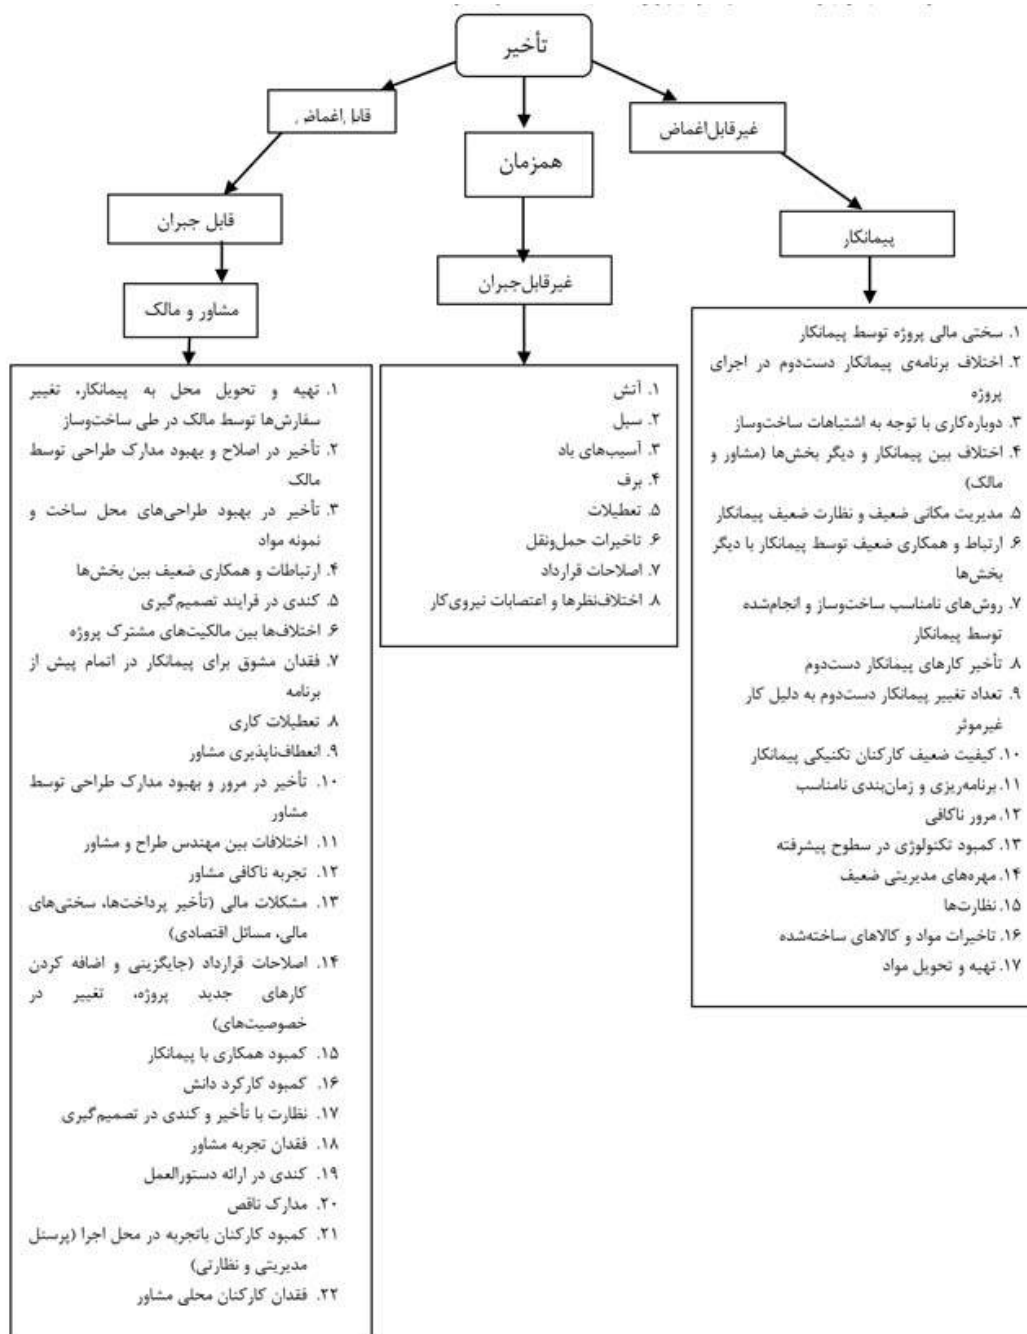 تأخیر
غیرقابل‌اغماض
همزمان
قابل‌اغماض
پیمانکار
غیرقابل‌جبران
قابل جبران
مشاور و مالک
۱. سختی مالی پروژه توسط پیمانکار
۲. اختلاف برنامه‌ی پیمانکار دست‌دوم در اجرای
پروژه
۳. دوباره‌کاری با توجه به اشتباهات ساخت‌وساز
۴. اختلاف بین پیمانکار و دیگر بخش‌ها (مشاور و
مالک)
۵. مدیریت مکانی ضعیف و نظارت ضعیف پیمانکار
۶. ارتباط و همکاری ضعیف توسط پیمانکار با دیگر
بخش‌ها
۷. روش‌های نامناسب ساخت‌وساز و انجام‌شده
توسط پیمانکار
۸. تأخیر کارهای پیمانکار دست‌دوم
۹. تعداد تغییر پیمانکار دست‌دوم به دلیل کار
غیرموثر
۱۰. کیفیت ضعیف کارکنان تکنیکی پیمانکار
۱۱. برنامه‌ریزی و زمان‌بندی نامناسب
۱۲. مرور ناکافی
۱۳. کمبود تکنولوژی در سطوح پیشرفته
۱۴. مهره‌های مدیریتی ضعیف
۱۵. نظارت‌ها
۱۶. تاخیرات مواد و کالاهای ساخته‌شده
۱۷. تهیه و تحویل مواد
۱. آتش
۲. سیل
۳. آسیب‌های باد
۴. برف
۵. تعطیلات
۶. تاخیرات حمل‌ونقل
۷. اصلاحات قرارداد
۸. اختلاف‌نظرها و اعتصابات نیروی‌کار
۱. تهیه و تحویل محل به پیمانکار، تغییر
سفارش‌ها توسط مالک در طی ساخت‌وساز
۲. تأخیر در اصلاح و بهبود مدارک طراحی توسط
مالک
۳. تأخیر در بهبود طراحی‌های محل ساخت و
نمونه مواد
۴. ارتباطات و همکاری ضعیف بین بخش‌ها
۵. کندی در فرایند تصمیم‌گیری
۶. اختلاف‌ها بین مالکیت‌های مشترک پروژه
۷. فقدان مشوق برای پیمانکار در اتمام پیش از
برنامه
۸. تعطیلات کاری
۹. انعطاف‌ناپذیری مشاور
۱۰. تأخیر در مرور و بهبود مدارک طراحی توسط
مشاور
۱۱. اختلافات بین مهندس طراح و مشاور
۱۲. تجربه ناکافی مشاور
۱۳. مشکلات مالی (تأخیر پرداخت‌ها، سختی‌های
مالی، مسائل اقتصادی)
۱۴. اصلاحات قرارداد (جایگزینی و اضافه کردن
کارهای جدید پروژه، تغییر در
خصوصیت‌های)
۱۵. کمبود همکاری با پیمانکار
۱۶. کمبود کارکرد دانش
۱۷. نظارت با تأخیر و کندی در تصمیم‌گیری
۱۸. فقدان تجربه مشاور
۱۹. کندی در ارائه دستورالعمل
۲۰. مدارک ناقص
۲۱. کمبود کارکنان باتجربه در محل اجرا (پرسنل
مدیریتی و نظارتی)
۲۲. فقدان کارکنان محلی مشاور